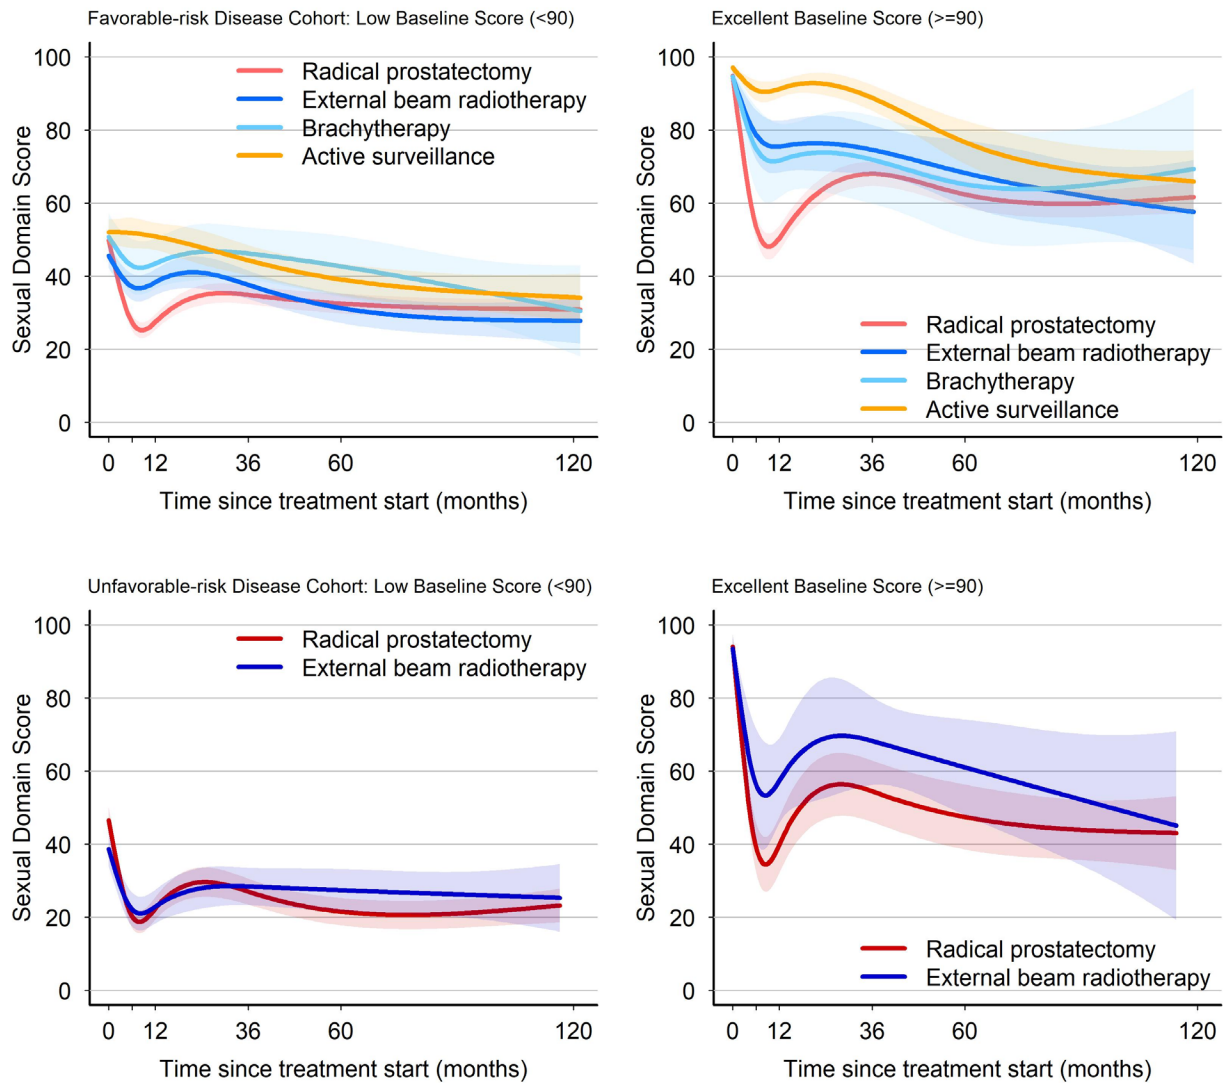 Favorable-risk Disease Cohort: Low Baseline Score (<90)
Radical prostatectomy
External beam radiotherapy
Brachytherapy
Active surveillance
Sexual Domain Score
100
80
60
40
20
0
0 12 36 60 120
Time since treatment start (months)
Excellent Baseline Score (>=90)
Sexual Domain Score
100
80
60
40
20
0
Radical prostatectomy
External beam radiotherapy
Brachytherapy
Active surveillance
0 12 36 60 120
Time since treatment start (months)
Unfavorable-risk Disease Cohort: Low Baseline Score (<90)
Radical prostatectomy
External beam radiotherapy
Sexual Domain Score
100
80
60
40
20
0
0 12 36 60 120
Time since treatment start (months)
Excellent Baseline Score (>=90)
Sexual Domain Score
100
80
60
40
20
0
Radical prostatectomy
External beam radiotherapy
0 12 36 60 120
Time since treatment start (months)